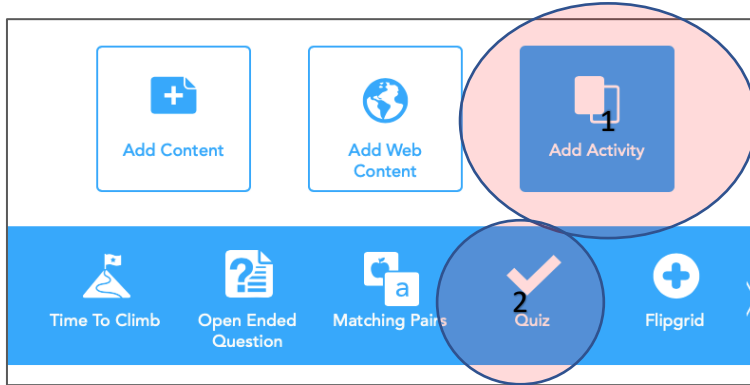 Add Content
Add Web
Content
1
Add Activity
Time To Climb
Open Ended
Question
Matching Pairs
a
2
Quiz
Flipgrid